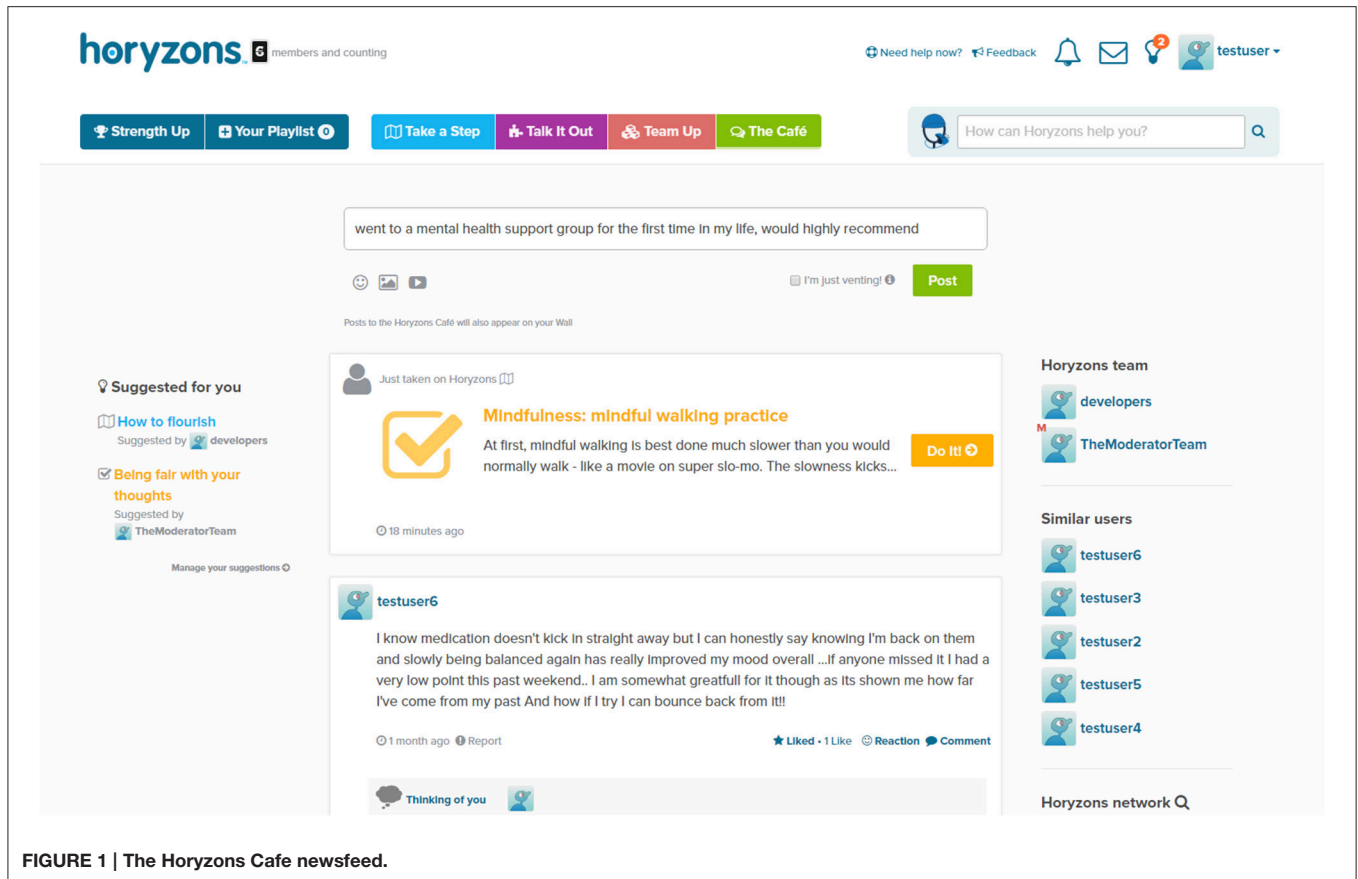 horyzons™ 6 members and counting
Need help now? Feedback 2 testuser
Strength Up Your Playlist 0 Take a Step Talk It Out Team Up The Café How can Horyzons help you?
went to a mental health support group for the first time in my life, would highly recommend
I'm just venting! Post
Posts to the Horyzons Café will also appear on your Wall
Suggested for you
How to flourish
Suggested by developers
Being fair with your
thoughts
Suggested by
TheModeratorTeam
Manage your suggestions
Just taken on Horyzons
Mindfulness: mindful walking practice
At first, mindful walking is best done much slower than you would
normally walk - like a movie on super slo-mo. The slowness kicks...
Do It!
18 minutes ago
testuser6
I know medication doesn't kick in straight away but I can honestly say knowing I'm back on them
and slowly being balanced again has really improved my mood overall ...if anyone missed it I had a
very low point this past weekend.. I am somewhat greatfull for it though as its shown me how far
I've come from my past And how if I try I can bounce back from it!!
1 month ago Report Liked • 1 Like Reaction Comment
Thinking of you
Horyzons team
developers
M
TheModeratorTeam
Similar users
testuser6
testuser3
testuser2
testuser5
testuser4
Horyzons network
FIGURE 1 | The Horyzons Cafe newsfeed.